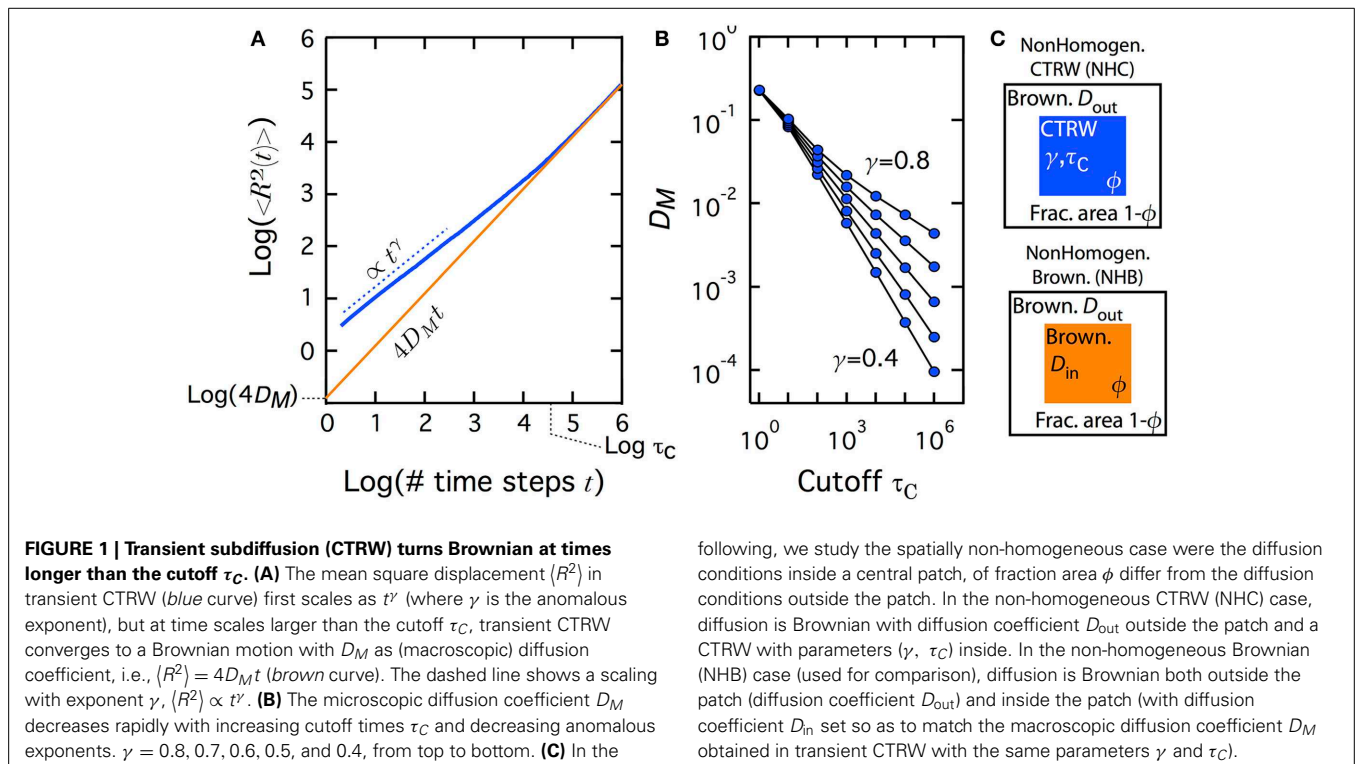 A
6
5
4
3
2
1
0
Log(<R²(t)>)
∝ t^γ
4D_M t
Log(4D_M)
0 1 2 3 4 5 6
Log τ_C
Log(# time steps t)
B
10⁰
10⁻¹
10⁻²
10⁻³
10⁻⁴
D_M
γ=0.8
γ=0.4
10⁰ 10³ 10⁶
Cutoff τ_C
C
NonHomogen.
CTRW (NHC)
Brown. D_out
CTRW
γ,τ_C
ϕ
Frac. area 1-ϕ
NonHomogen.
Brown. (NHB)
Brown. D_out
Brown.
D_in
ϕ
Frac. area 1-ϕ
FIGURE 1 | Transient subdiffusion (CTRW) turns Brownian at times
longer than the cutoff τ_C. (A) The mean square displacement ⟨R²⟩ in
transient CTRW (blue curve) first scales as t^γ (where γ is the anomalous
exponent), but at time scales larger than the cutoff τ_C, transient CTRW
converges to a Brownian motion with D_M as (macroscopic) diffusion
coefficient, i.e., ⟨R²⟩ = 4D_M t (brown curve). The dashed line shows a scaling
with exponent γ, ⟨R²⟩ ∝ t^γ. (B) The microscopic diffusion coefficient D_M
decreases rapidly with increasing cutoff times τ_C and decreasing anomalous
exponents. γ = 0.8, 0.7, 0.6, 0.5, and 0.4, from top to bottom. (C) In the
following, we study the spatially non-homogeneous case were the diffusion
conditions inside a central patch, of fraction area ϕ differ from the diffusion
conditions outside the patch. In the non-homogeneous CTRW (NHC) case,
diffusion is Brownian with diffusion coefficient D_out outside the patch and a
CTRW with parameters (γ, τ_C) inside. In the non-homogeneous Brownian
(NHB) case (used for comparison), diffusion is Brownian both outside the
patch (diffusion coefficient D_out) and inside the patch (with diffusion
coefficient D_in set so as to match the macroscopic diffusion coefficient D_M
obtained in transient CTRW with the same parameters γ and τ_C).